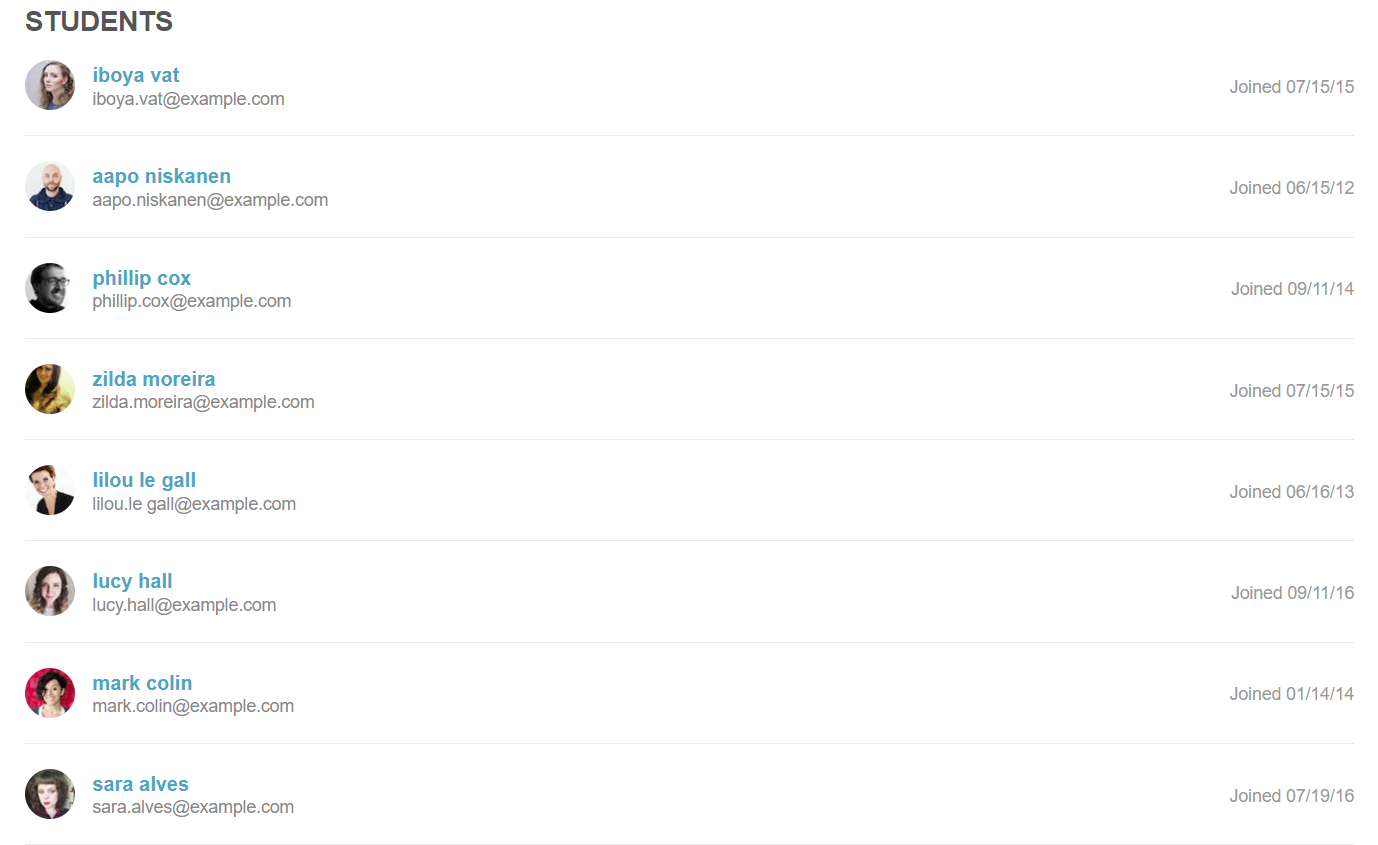 STUDENTS
iboya vat
iboya.vat@example.com
Joined 07/15/15
aapo niskanen
aapo.niskanen@example.com
Joined 06/15/12
phillip cox
phillip.cox@example.com
Joined 09/11/14
zilda moreira
zilda.moreira@example.com
Joined 07/15/15
lilou le gall
lilou.le gall@example.com
Joined 06/16/13
lucy hall
lucy.hall@example.com
Joined 09/11/16
mark colin
mark.colin@example.com
Joined 01/14/14
sara alves
sara.alves@example.com
Joined 07/19/16